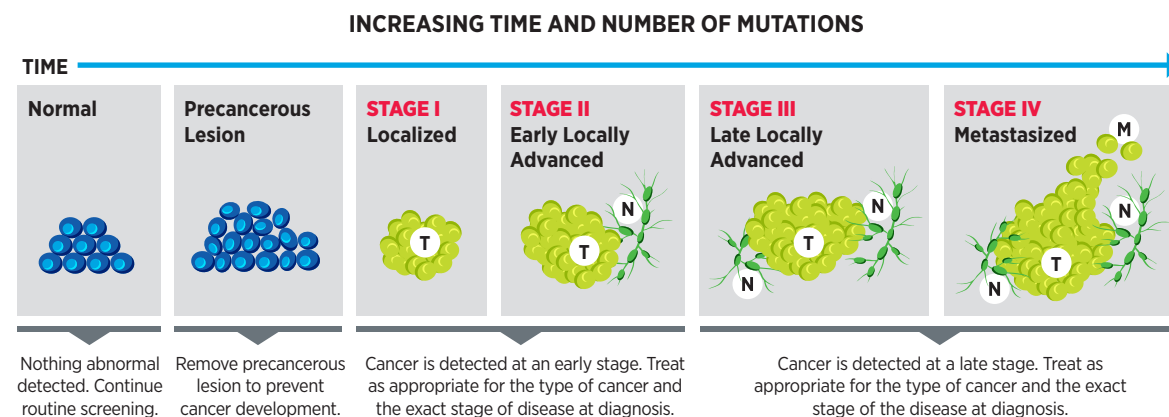 INCREASING TIME AND NUMBER OF MUTATIONS
TIME
Normal
Precancerous
Lesion
STAGE I
Localized
STAGE II
Early Locally
Advanced
STAGE III
Late Locally
Advanced
STAGE IV
Metastasized
T
T
N
T
N
N
T
N
N
M
Nothing abnormal
detected. Continue
routine screening.
Remove precancerous
lesion to prevent
cancer development.
Cancer is detected at an early stage. Treat
as appropriate for the type of cancer and
the exact stage of disease at diagnosis.
Cancer is detected at a late stage. Treat as
appropriate for the type of cancer and the exact
stage of the disease at diagnosis.